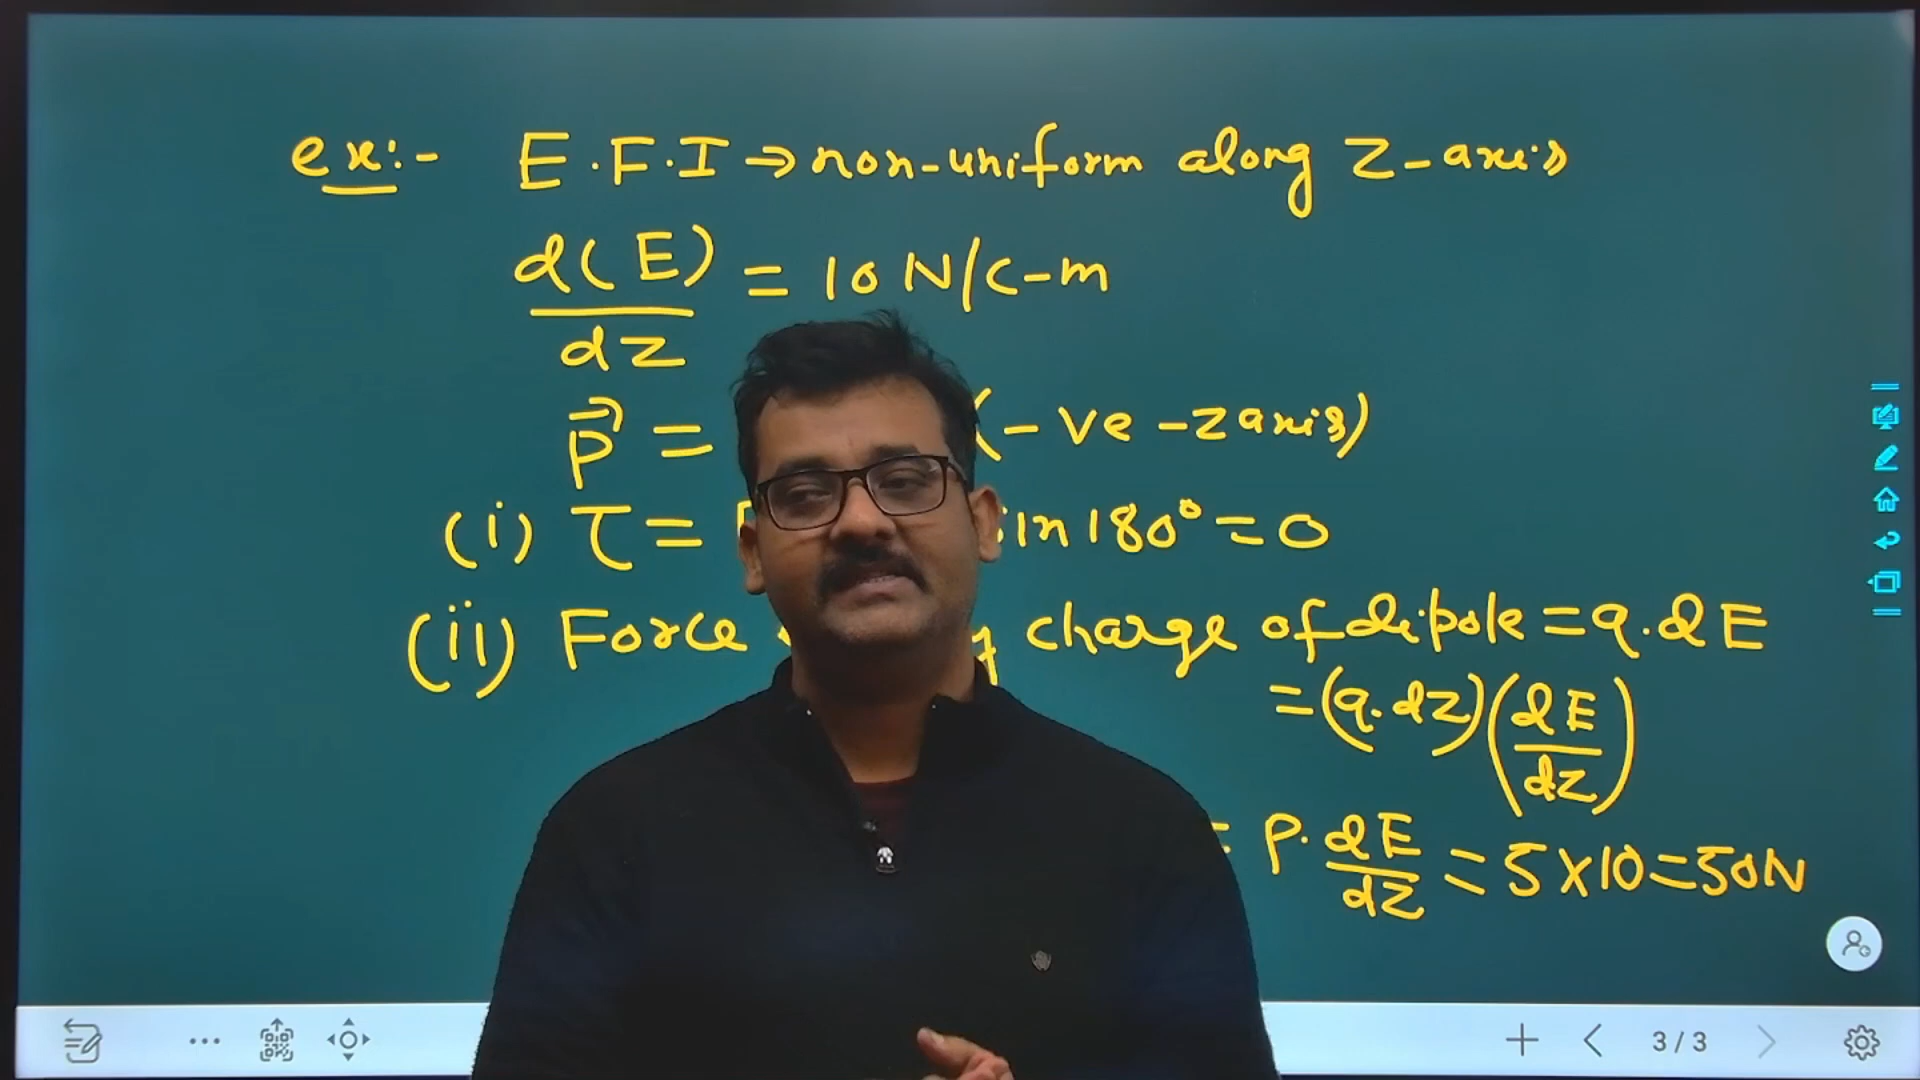 ex:- E.F.I → non-uniform along Z-axis
d(E)/dz = 10 N/C-m
P⃗ = (-ve -z axis)
(i) τ = sin 180° = 0
(ii) Force charge of dipole = q.dE
= (q.dz)(dE/dz)
= P. dE/dz = 5 X 10 = 50N
3/3